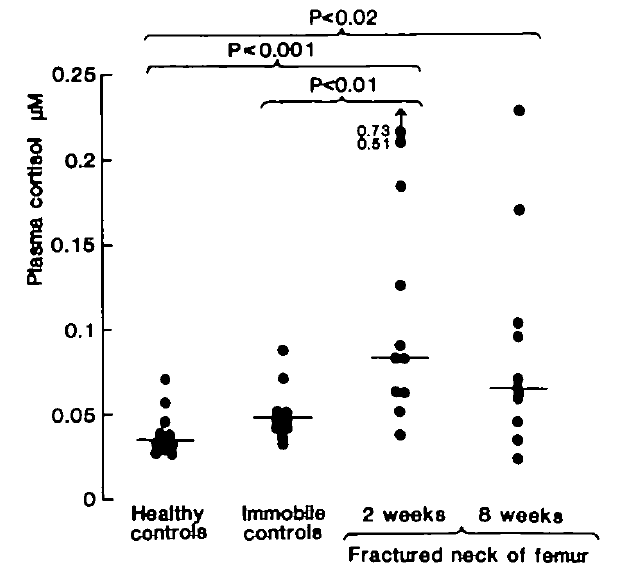 P<0.02
P<0.001
P<0.01
Plasma cortisol μM
0.25
0.2
0.15
0.1
0.05
0
0.73
0.51
Healthy controls
Immobile controls
2 weeks
8 weeks
Fractured neck of femur